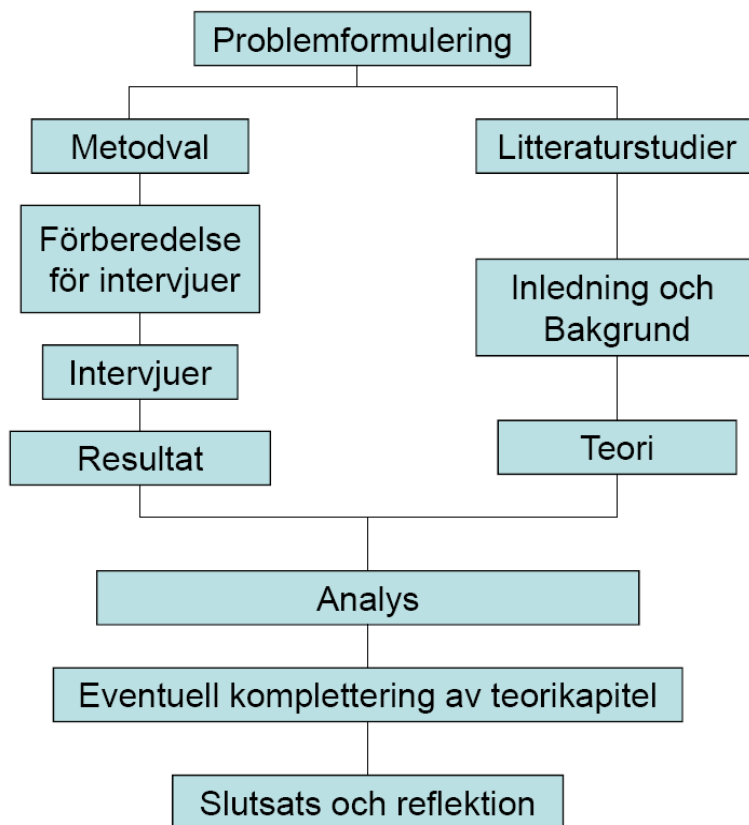 Problemformulering
Metodval
Litteraturstudier
Förberedelse
för intervjuer
Inledning och
Bakgrund
Intervjuer
Teori
Resultat
Analys
Eventuell komplettering av teorikapitel
Slutsats och reflektion